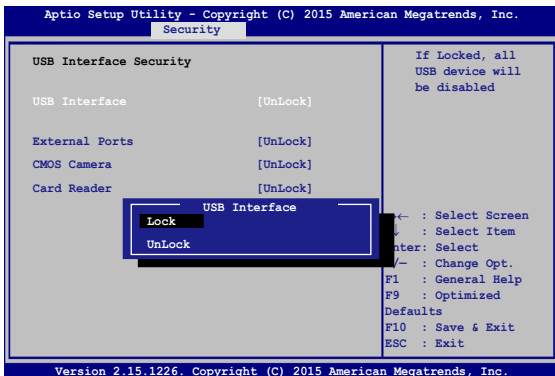 Aptio Setup Utility - Copyright (C) 2015 American Megatrends, Inc.
Security
USB Interface Security
USB Interface [UnLock]
External Ports [UnLock]
CMOS Camera [UnLock]
Card Reader [UnLock]
USB Interface
Lock
UnLock
If Locked, all
USB device will
be disabled
→← : Select Screen
↓ : Select Item
nter: Select
/— : Change Opt.
F1 : General Help
F9 : Optimized
Defaults
F10 : Save & Exit
ESC : Exit
Version 2.15.1226. Copyright (C) 2015 American Megatrends, Inc.